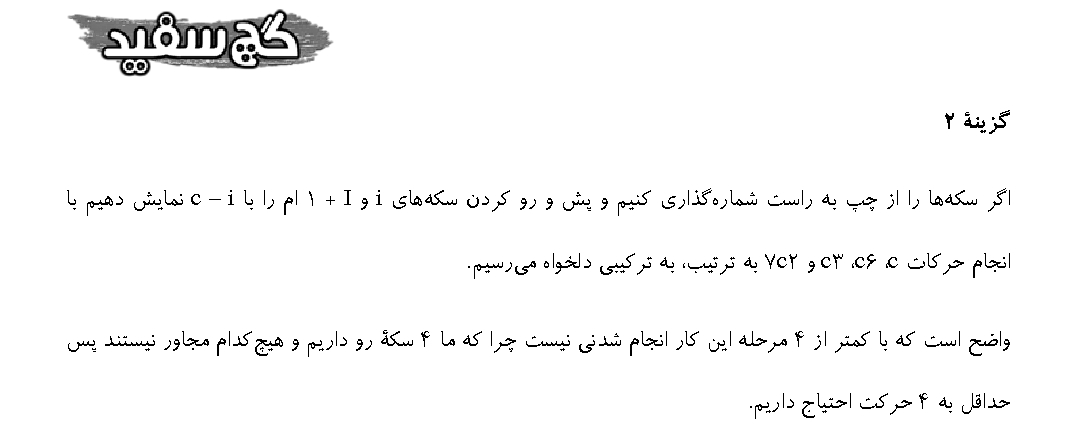 گچ سفید
گزینهٔ ۲
اگر سکه‌ها را از چپ به راست شماره‌گذاری کنیم و پش و رو کردن سکه‌های i و I + ۱ ام را با c – i نمایش دهیم با
انجام حرکات c، c۶، c۳ و ۷c۲ به ترتیب، به ترکیبی دلخواه می‌رسیم.
واضح است که با کمتر از ۴ مرحله این کار انجام شدنی نیست چرا که ما ۴ سکهٔ رو داریم و هیچ‌کدام مجاور نیستند پس
حداقل به ۴ حرکت احتیاج داریم.